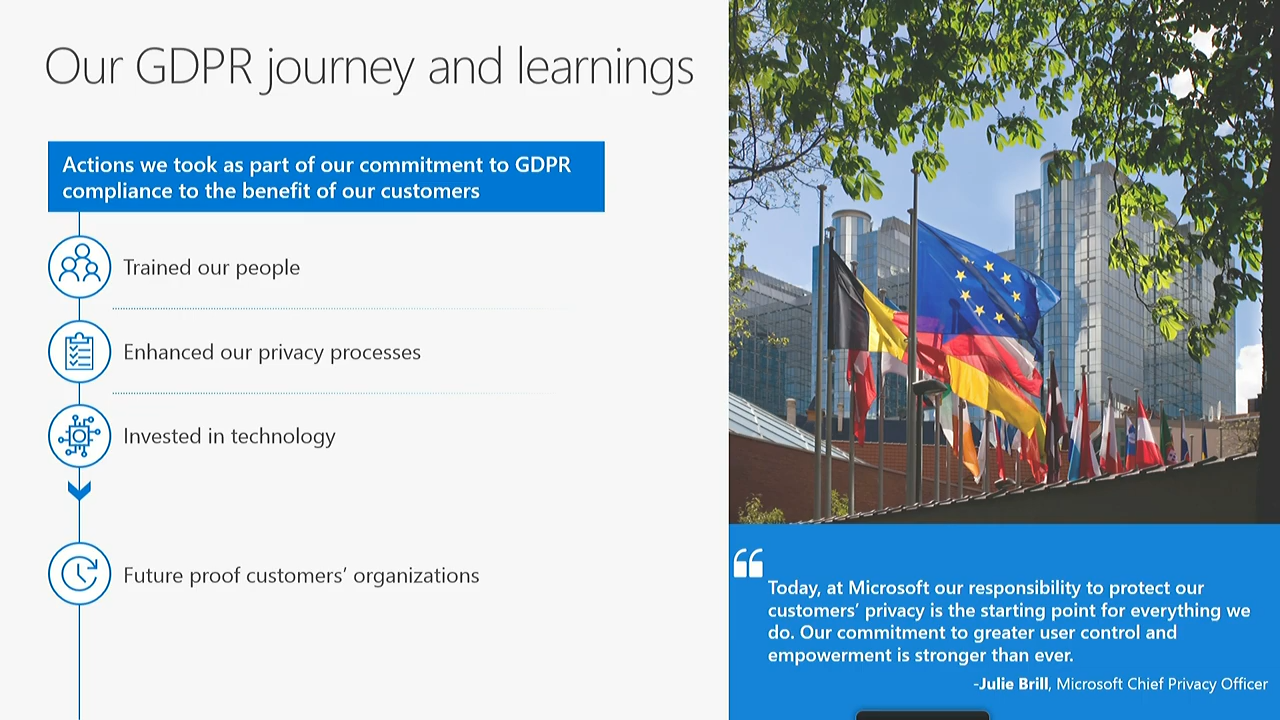 Our GDPR journey and learnings
Actions we took as part of our commitment to GDPR
compliance to the benefit of our customers
Trained our people
Enhanced our privacy processes
Invested in technology
Future proof customers’ organizations
“
Today, at Microsoft our responsibility to protect our
customers’ privacy is the starting point for everything we
do. Our commitment to greater user control and
empowerment is stronger than ever.
-Julie Brill, Microsoft Chief Privacy Officer